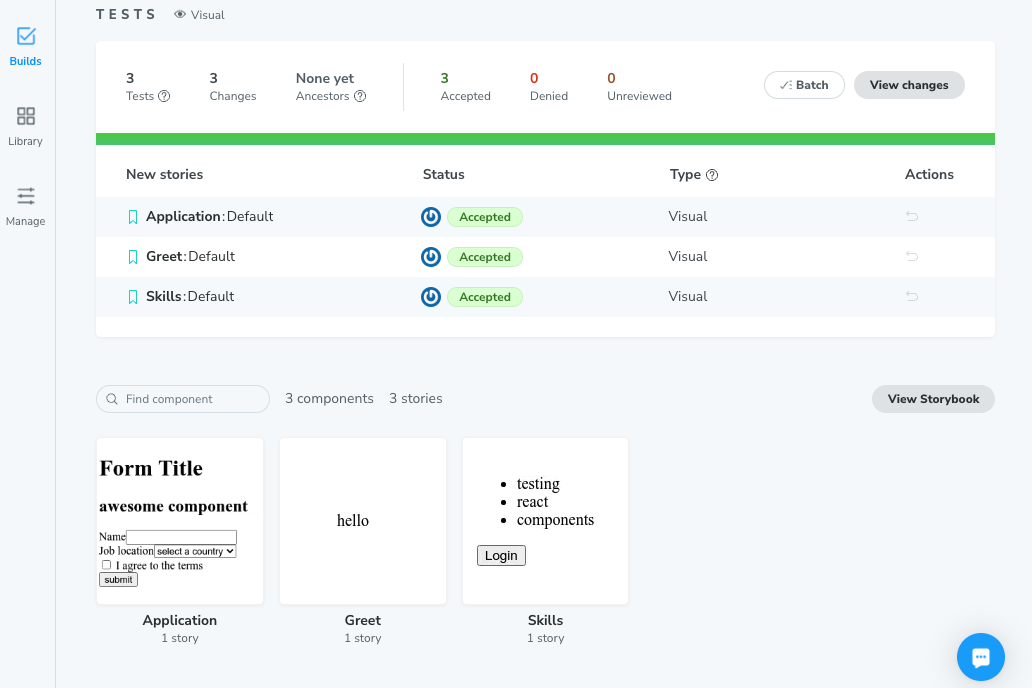 TESTS Visual
Builds
Library
Manage
3 3 None yet 3 0 0
Tests Changes Ancestors Accepted Denied Unreviewed
Batch View changes
New stories Status Type Actions
Application: Default Accepted Visual
Greet: Default Accepted Visual
Skills: Default Accepted Visual
Find component 3 components 3 stories View Storybook
Form Title
awesome component
Name
Job location select a country
I agree to the terms
submit
hello
testing
react
components
Login
Application Greet Skills
1 story 1 story 1 story